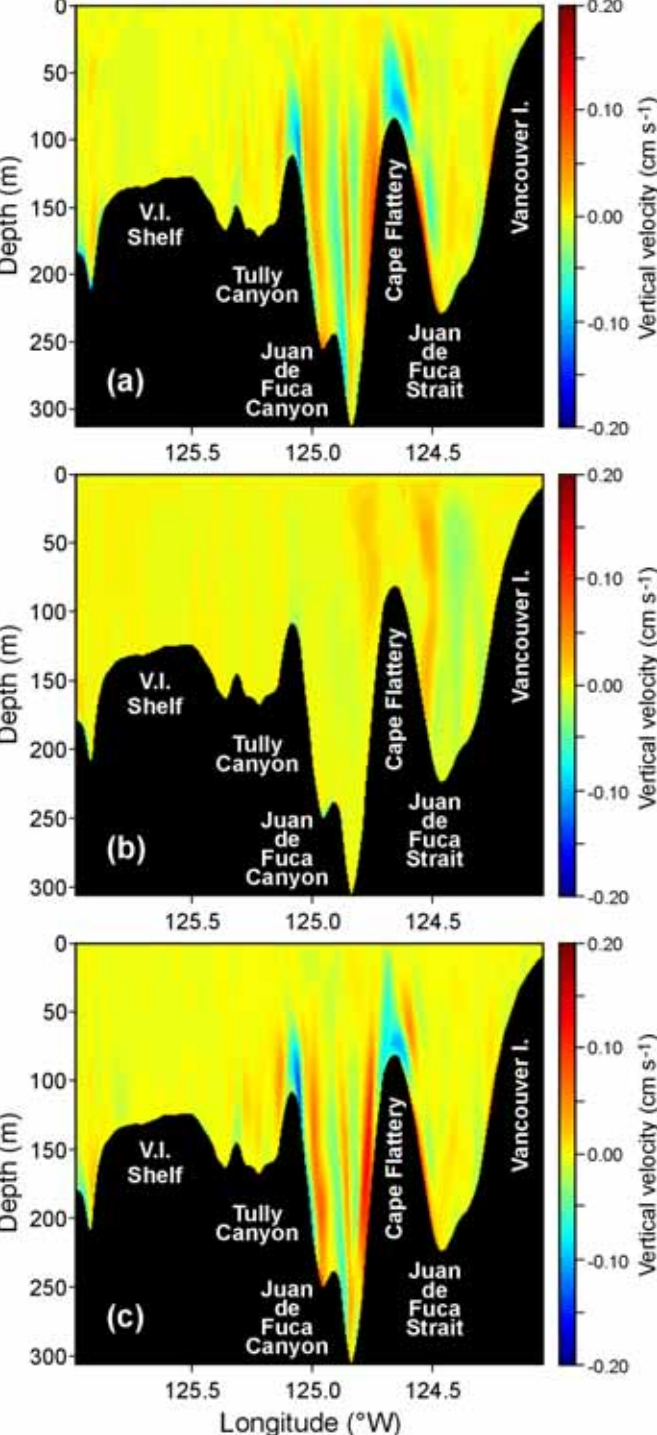 0
50
100
150
200
250
300
Depth (m)
V.I.
Shelf
Tully
Canyon
Juan
de
Fuca
Canyon
Cape Flattery
Juan
de
Fuca
Strait
Vancouver I.
(a)
125.5 125.0 124.5
0.20
0.10
0.00
-0.10
-0.20
Vertical velocity (cm s-1)
0
50
100
150
200
250
300
Depth (m)
V.I.
Shelf
Tully
Canyon
Juan
de
Fuca
Canyon
Cape Flattery
Juan
de
Fuca
Strait
Vancouver I.
(b)
125.5 125.0 124.5
0.20
0.10
0.00
-0.10
-0.20
Vertical velocity (cm s-1)
0
50
100
150
200
250
300
Depth (m)
V.I.
Shelf
Tully
Canyon
Juan
de
Fuca
Canyon
Cape Flattery
Juan
de
Fuca
Strait
Vancouver I.
(c)
125.5 125.0 124.5
Longitude (°W)
0.20
0.10
0.00
-0.10
-0.20
Vertical velocity (cm s-1)